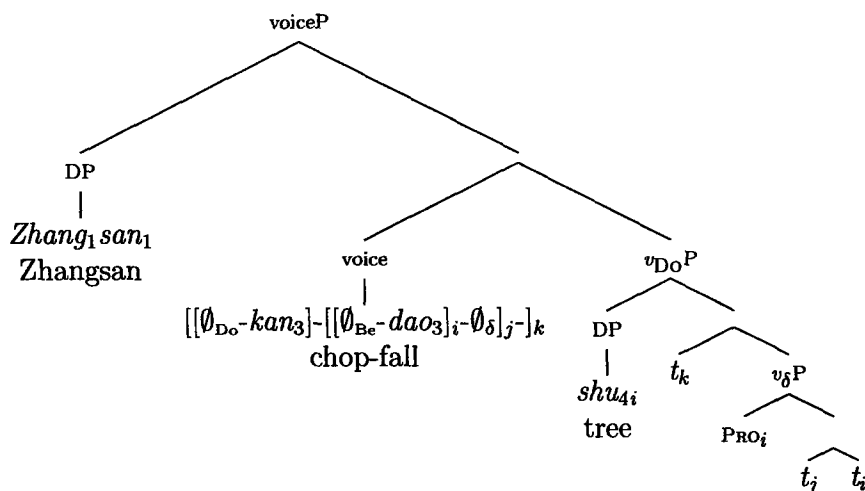 voiceP
DP
Zhang₁san₁
Zhangsan
voice
[[∅Do-kan₃]-[[∅Be-dao₃]ᵢ-∅δ]ⱼ-]ₖ
chop-fall
vDoP
DP
shu₄ᵢ
tree
tₖ
vδP
PROᵢ
tⱼ
tᵢ